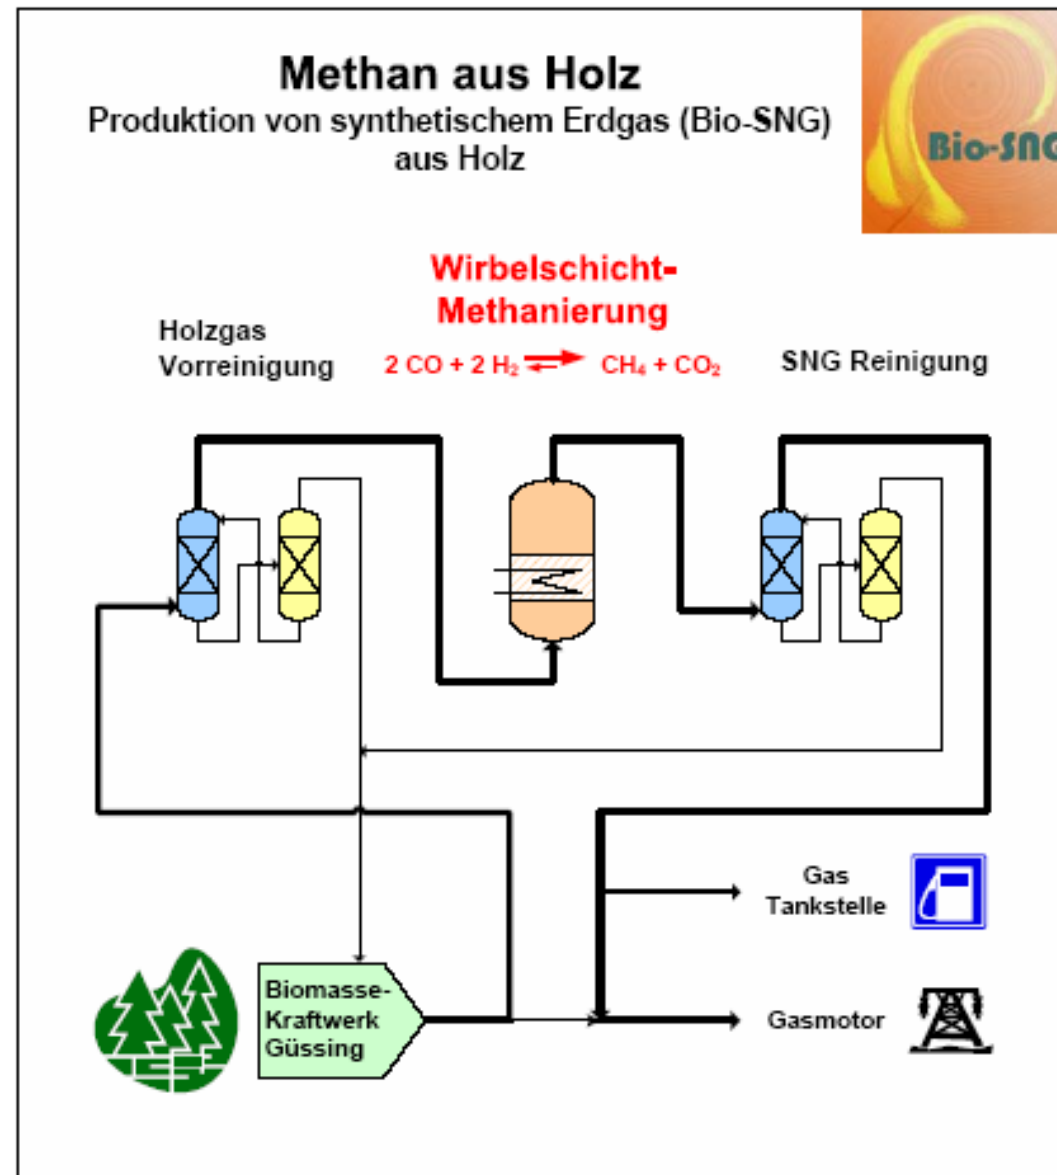 Methan aus Holz
Produktion von synthetischem Erdgas (Bio-SNG)
aus Holz
Bio-SNG
Wirbelschicht-
Methanierung
Holzgas
Vorreinigung
2 CO + 2 H₂ ⇄ CH₄ + CO₂
SNG Reinigung
Gas
Tankstelle
Biomasse-
Kraftwerk
Güssing
Gasmotor